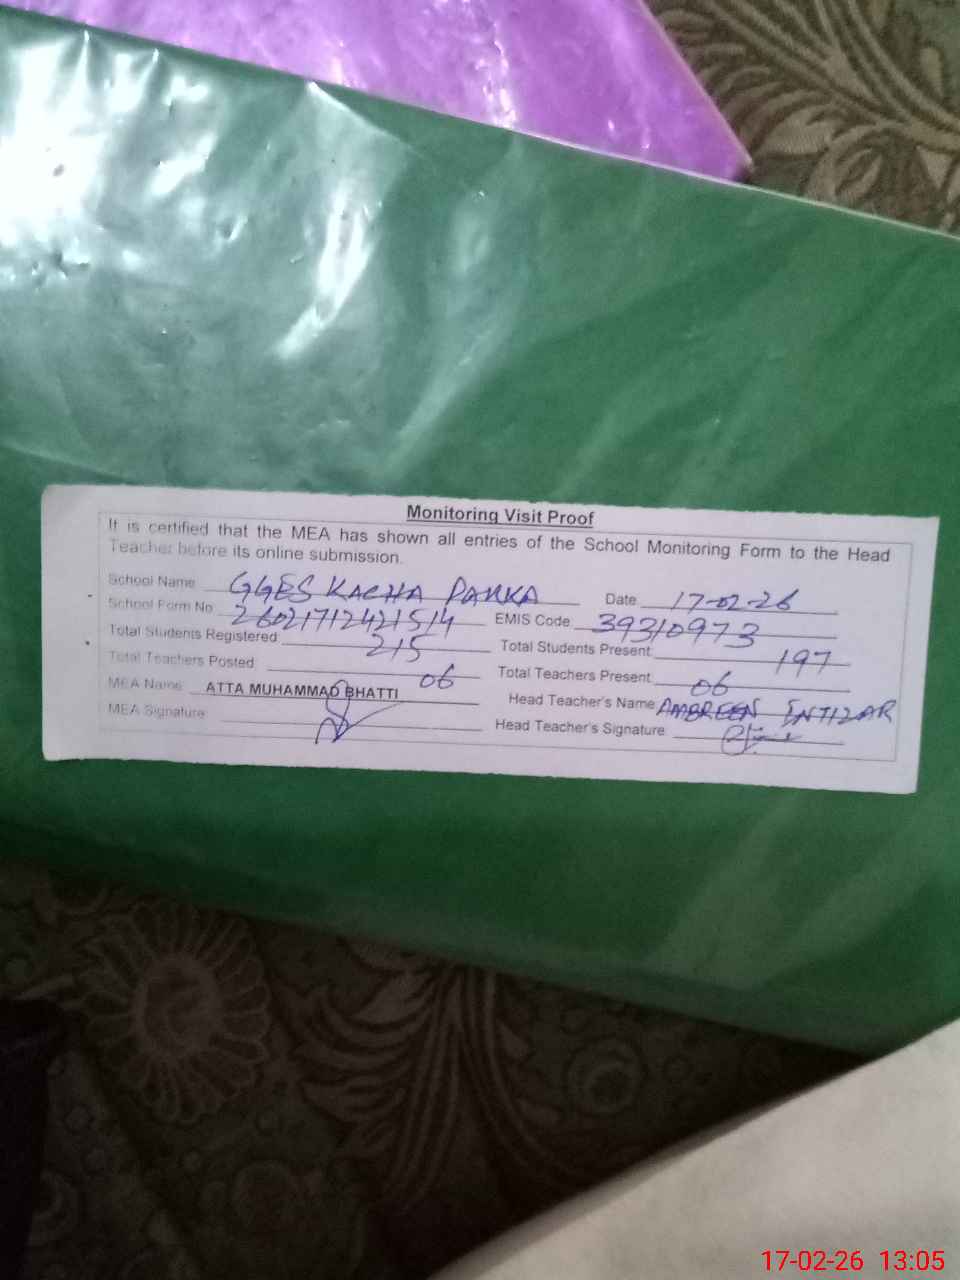 Monitoring Visit Proof
It is certified that the MEA has shown all entries of the School Monitoring Form to the Head
Teacher before its online submission.
School Name GGES KACHA PAKKA Date 17-02-26
School Form No 26021712421514 EMIS Code 39310973
Total Students Registered 215 Total Students Present 197
Total Teachers Posted 06 Total Teachers Present 06
MEA Name ATTA MUHAMMAD BHATTI Head Teacher's Name AMBREEN INTIZAR
MEA Signature Head Teacher's Signature
17-02-26 13:05